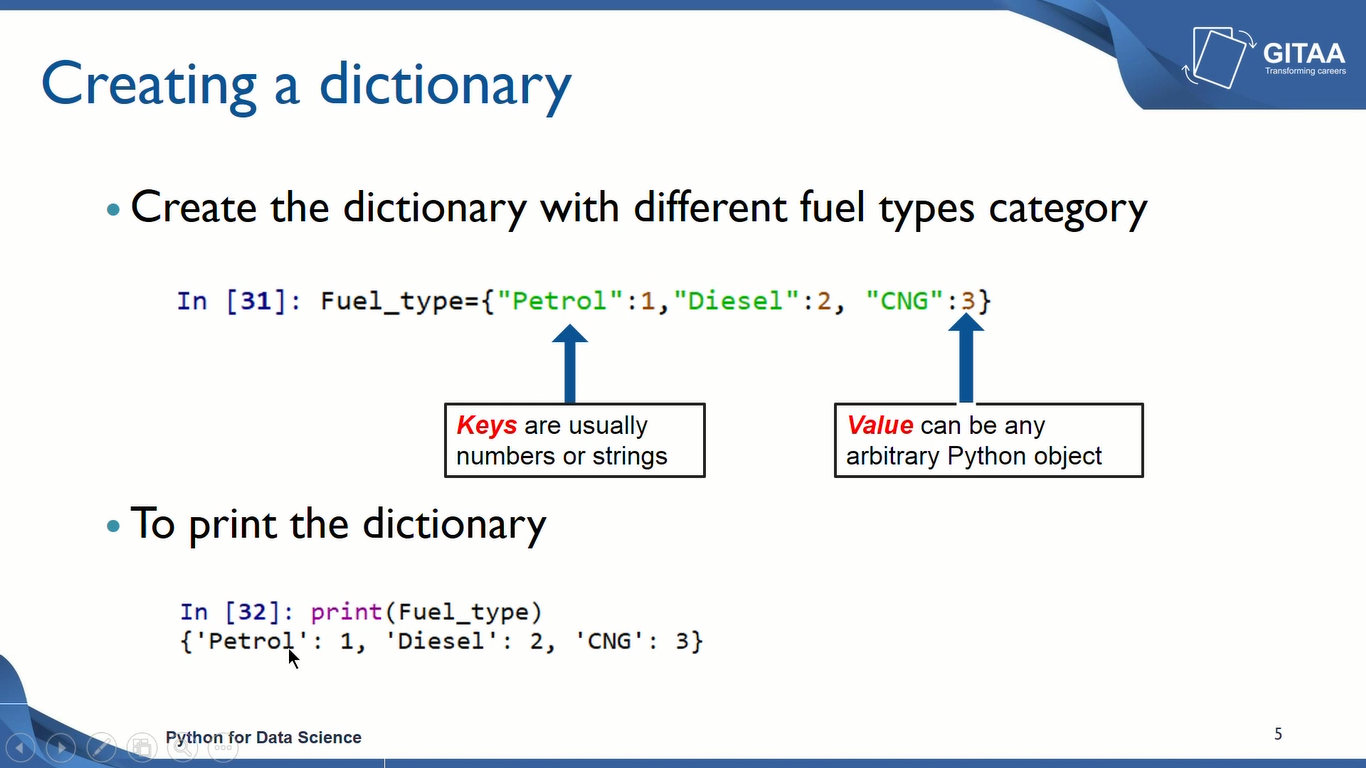 GITAA
Transforming careers
Creating a dictionary
• Create the dictionary with different fuel types category
In [31]: Fuel_type={"Petrol":1,"Diesel":2, "CNG":3}
Keys are usually
numbers or strings
Value can be any
arbitrary Python object
• To print the dictionary
In [32]: print(Fuel_type)
{'Petrol': 1, 'Diesel': 2, 'CNG': 3}
Python for Data Science
5